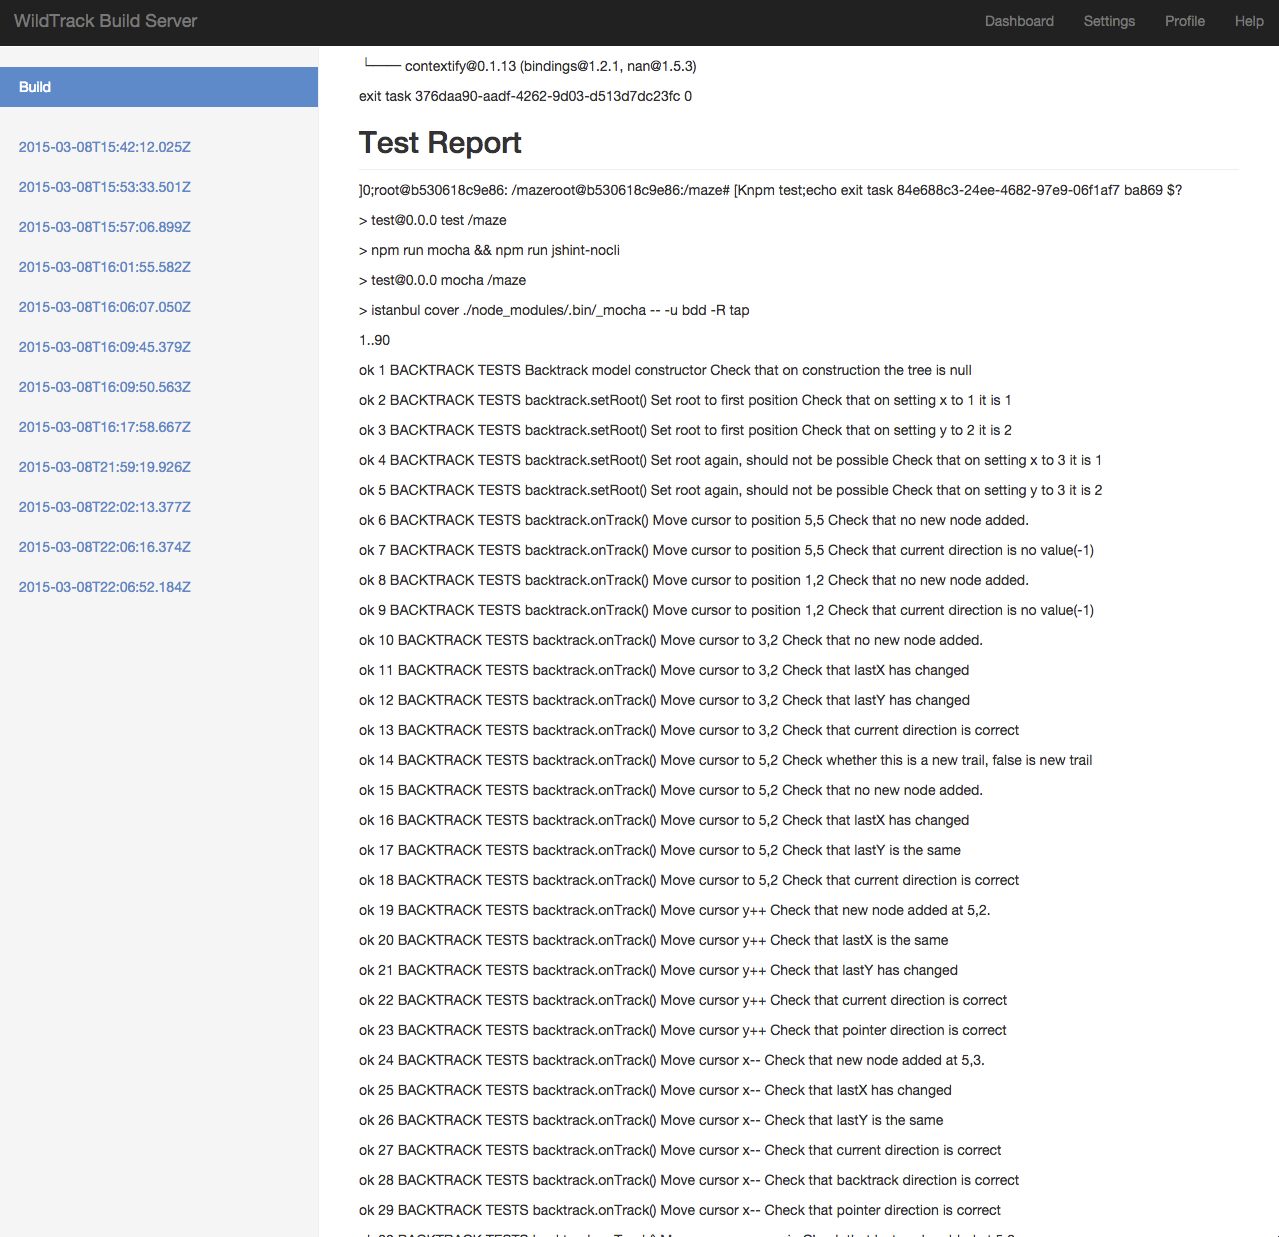 WildTrack Build Server
Dashboard Settings Profile Help
Build
2015-03-08T15:42:12.025Z
2015-03-08T15:53:33.501Z
2015-03-08T15:57:06.899Z
2015-03-08T16:01:55.582Z
2015-03-08T16:06:07.050Z
2015-03-08T16:09:45.379Z
2015-03-08T16:09:50.563Z
2015-03-08T16:17:58.667Z
2015-03-08T21:59:19.926Z
2015-03-08T22:02:13.377Z
2015-03-08T22:06:16.374Z
2015-03-08T22:06:52.184Z
└── contextify@0.1.13 (bindings@1.2.1, nan@1.5.3)
exit task 376daa90-aadf-4262-9d03-d513d7dc23fc 0
Test Report
]0;root@b530618c9e86: /mazeroot@b530618c9e86:/maze# [Knpm test;echo exit task 84e688c3-24ee-4682-97e9-06f1af7 ba869 $?
> test@0.0.0 test /maze
> npm run mocha && npm run jshint-nocli
> test@0.0.0 mocha /maze
> istanbul cover ./node_modules/.bin/_mocha -- -u bdd -R tap
1..90
ok 1 BACKTRACK TESTS Backtrack model constructor Check that on construction the tree is null
ok 2 BACKTRACK TESTS backtrack.setRoot() Set root to first position Check that on setting x to 1 it is 1
ok 3 BACKTRACK TESTS backtrack.setRoot() Set root to first position Check that on setting y to 2 it is 2
ok 4 BACKTRACK TESTS backtrack.setRoot() Set root again, should not be possible Check that on setting x to 3 it is 1
ok 5 BACKTRACK TESTS backtrack.setRoot() Set root again, should not be possible Check that on setting y to 3 it is 2
ok 6 BACKTRACK TESTS backtrack.onTrack() Move cursor to position 5,5 Check that no new node added.
ok 7 BACKTRACK TESTS backtrack.onTrack() Move cursor to position 5,5 Check that current direction is no value(-1)
ok 8 BACKTRACK TESTS backtrack.onTrack() Move cursor to position 1,2 Check that no new node added.
ok 9 BACKTRACK TESTS backtrack.onTrack() Move cursor to position 1,2 Check that current direction is no value(-1)
ok 10 BACKTRACK TESTS backtrack.onTrack() Move cursor to 3,2 Check that no new node added.
ok 11 BACKTRACK TESTS backtrack.onTrack() Move cursor to 3,2 Check that lastX has changed
ok 12 BACKTRACK TESTS backtrack.onTrack() Move cursor to 3,2 Check that lastY has changed
ok 13 BACKTRACK TESTS backtrack.onTrack() Move cursor to 3,2 Check that current direction is correct
ok 14 BACKTRACK TESTS backtrack.onTrack() Move cursor to 5,2 Check whether this is a new trail, false is new trail
ok 15 BACKTRACK TESTS backtrack.onTrack() Move cursor to 5,2 Check that no new node added.
ok 16 BACKTRACK TESTS backtrack.onTrack() Move cursor to 5,2 Check that lastX has changed
ok 17 BACKTRACK TESTS backtrack.onTrack() Move cursor to 5,2 Check that lastY is the same
ok 18 BACKTRACK TESTS backtrack.onTrack() Move cursor to 5,2 Check that current direction is correct
ok 19 BACKTRACK TESTS backtrack.onTrack() Move cursor y++ Check that new node added at 5,2.
ok 20 BACKTRACK TESTS backtrack.onTrack() Move cursor y++ Check that lastX is the same
ok 21 BACKTRACK TESTS backtrack.onTrack() Move cursor y++ Check that lastY has changed
ok 22 BACKTRACK TESTS backtrack.onTrack() Move cursor y++ Check that current direction is correct
ok 23 BACKTRACK TESTS backtrack.onTrack() Move cursor y++ Check that pointer direction is correct
ok 24 BACKTRACK TESTS backtrack.onTrack() Move cursor x-- Check that new node added at 5,3.
ok 25 BACKTRACK TESTS backtrack.onTrack() Move cursor x-- Check that lastX has changed
ok 26 BACKTRACK TESTS backtrack.onTrack() Move cursor x-- Check that lastY is the same
ok 27 BACKTRACK TESTS backtrack.onTrack() Move cursor x-- Check that current direction is correct
ok 28 BACKTRACK TESTS backtrack.onTrack() Move cursor x-- Check that backtrack direction is correct
ok 29 BACKTRACK TESTS backtrack.onTrack() Move cursor x-- Check that pointer direction is correct